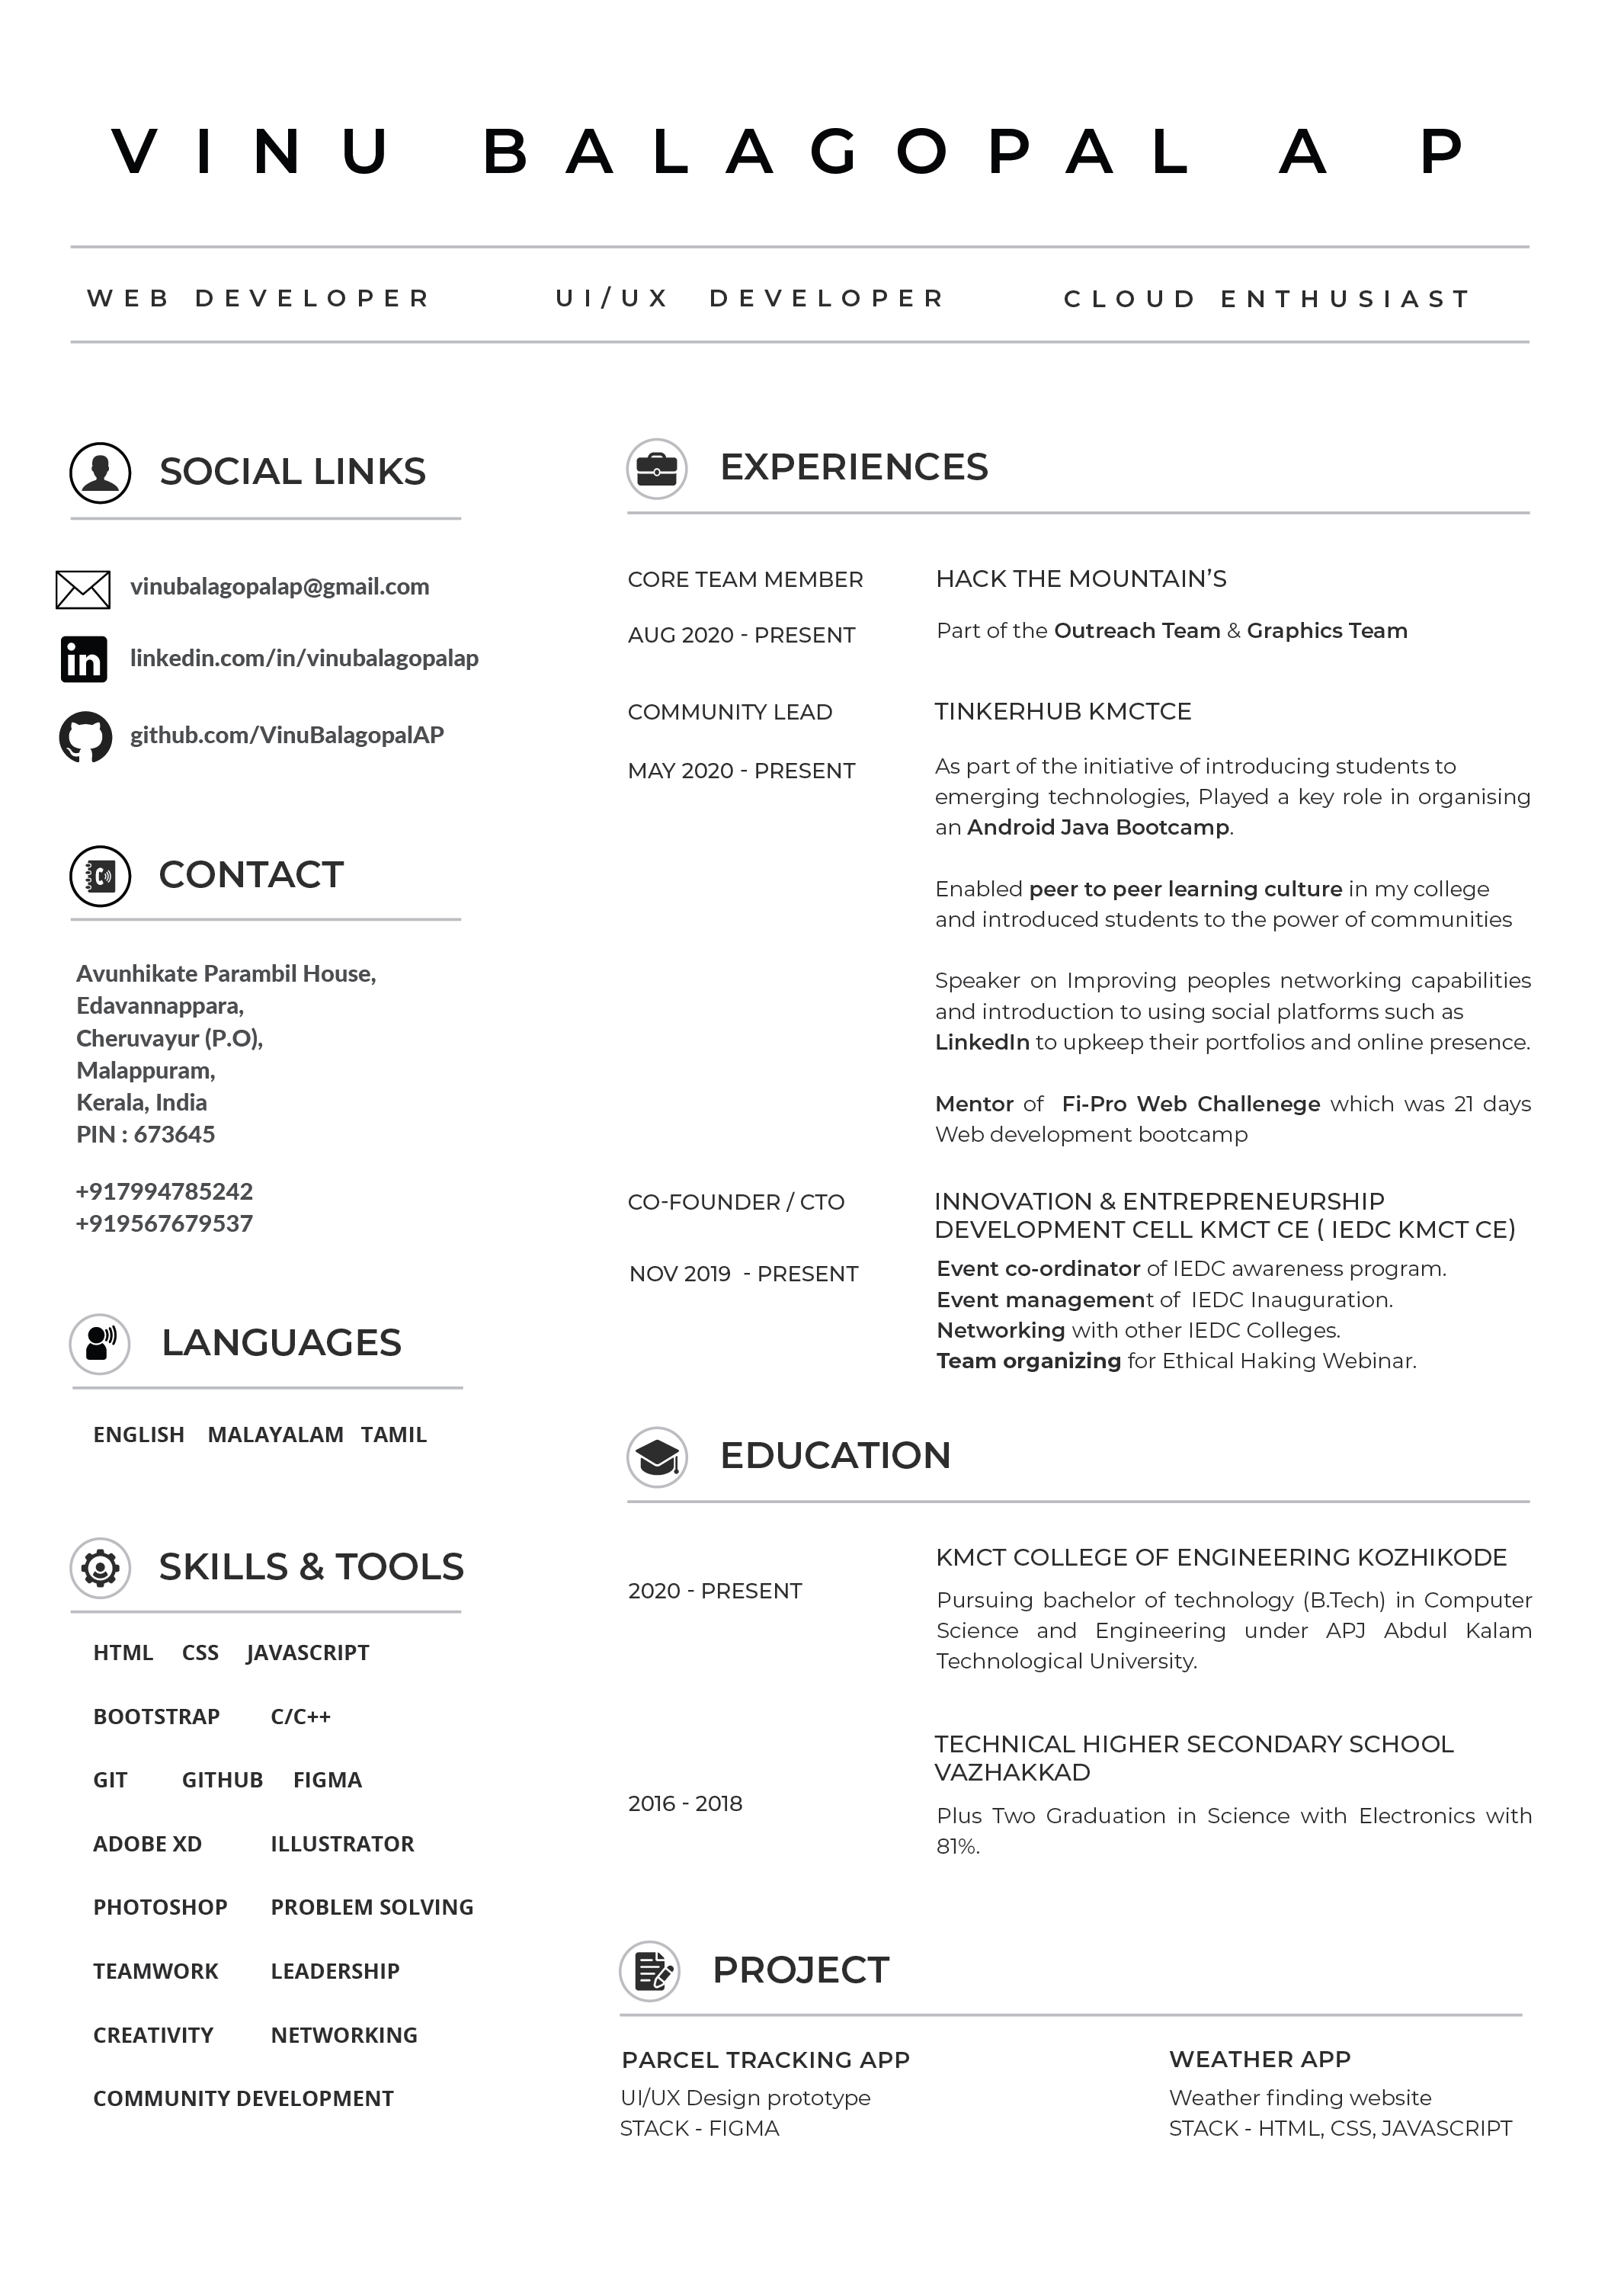 VINU BALAGOPAL A P
WEB DEVELOPER
UI/UX DEVELOPER
CLOUD ENTHUSIAST
SOCIAL LINKS
vinubalagopalap@gmail.com
linkedin.com/in/vinubalagopalap
github.com/VinuBalagopalAP
CONTACT
Avunhikate Parambil House,
Edavannappara,
Cheruvayur (P.O),
Malappuram,
Kerala, India
PIN : 673645
+917994785242
+919567679537
LANGUAGES
ENGLISH MALAYALAM TAMIL
SKILLS & TOOLS
HTML CSS JAVASCRIPT
BOOTSTRAP C/C++
GIT GITHUB FIGMA
ADOBE XD ILLUSTRATOR
PHOTOSHOP PROBLEM SOLVING
TEAMWORK LEADERSHIP
CREATIVITY NETWORKING
COMMUNITY DEVELOPMENT
EXPERIENCES
CORE TEAM MEMBER
AUG 2020 - PRESENT
HACK THE MOUNTAIN’S
Part of the Outreach Team & Graphics Team
COMMUNITY LEAD
MAY 2020 - PRESENT
TINKERHUB KMCTCE
As part of the initiative of introducing students to
emerging technologies, Played a key role in organising
an Android Java Bootcamp.
Enabled peer to peer learning culture in my college
and introduced students to the power of communities
Speaker on Improving peoples networking capabilities
and introduction to using social platforms such as
LinkedIn to upkeep their portfolios and online presence.
Mentor of Fi-Pro Web Challenege which was 21 days
Web development bootcamp
CO-FOUNDER / CTO
NOV 2019 - PRESENT
INNOVATION & ENTREPRENEURSHIP
DEVELOPMENT CELL KMCT CE ( IEDC KMCT CE)
Event co-ordinator of IEDC awareness program.
Event management of IEDC Inauguration.
Networking with other IEDC Colleges.
Team organizing for Ethical Haking Webinar.
EDUCATION
2020 - PRESENT
KMCT COLLEGE OF ENGINEERING KOZHIKODE
Pursuing bachelor of technology (B.Tech) in Computer
Science and Engineering under APJ Abdul Kalam
Technological University.
2016 - 2018
TECHNICAL HIGHER SECONDARY SCHOOL
VAZHAKKAD
Plus Two Graduation in Science with Electronics with
81%.
PROJECT
PARCEL TRACKING APP
UI/UX Design prototype
STACK - FIGMA
WEATHER APP
Weather finding website
STACK - HTML, CSS, JAVASCRIPT